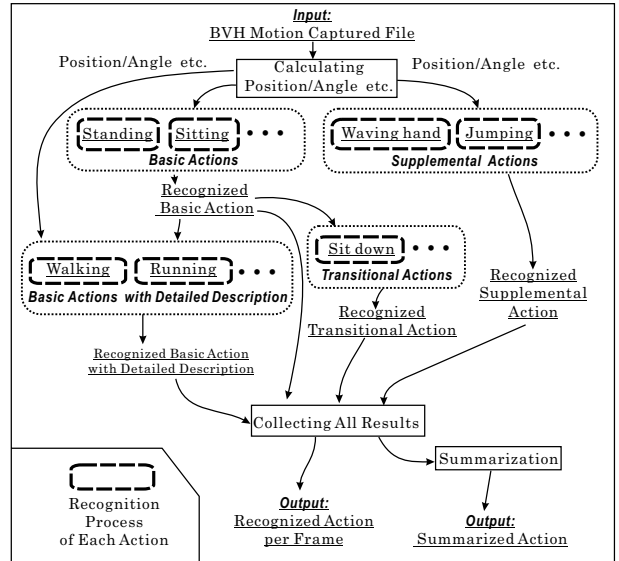 Input:
BVH Motion Captured File
Position/Angle etc.
Calculating
Position/Angle etc.
Position/Angle etc.
Standing
Sitting
• • •
Basic Actions
Waving hand
Jumping
• • •
Supplemental Actions
Recognized
Basic Action
Sit down
• • •
Transitional Actions
Walking
Running
• • •
Basic Actions with Detailed Description
Recognized
Supplemental
Action
Recognized
Transitional Action
Recognized Basic Action
with Detailed Description
Collecting All Results
Summarization
Recognition
Process
of Each Action
Output:
Recognized Action
per Frame
Output:
Summarized Action